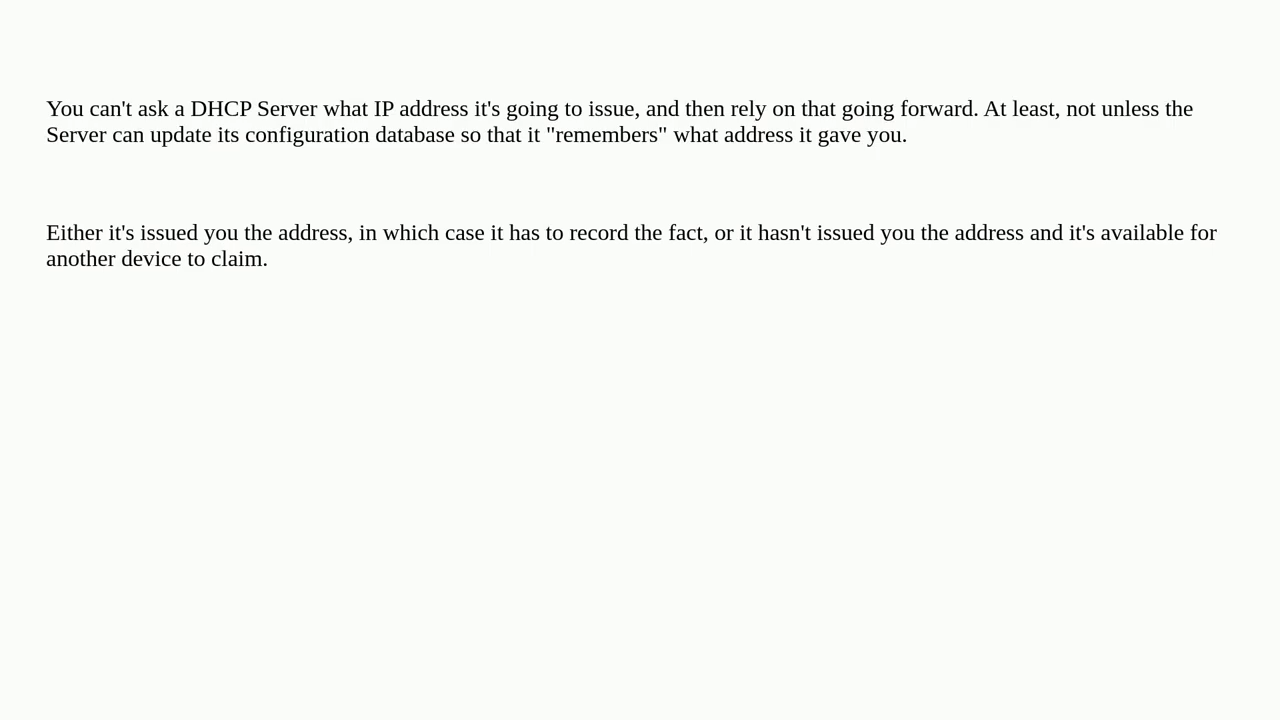 You can't ask a DHCP Server what IP address it's going to issue, and then rely on that going forward. At least, not unless the
Server can update its configuration database so that it "remembers" what address it gave you.
Either it's issued you the address, in which case it has to record the fact, or it hasn't issued you the address and it's available for
another device to claim.